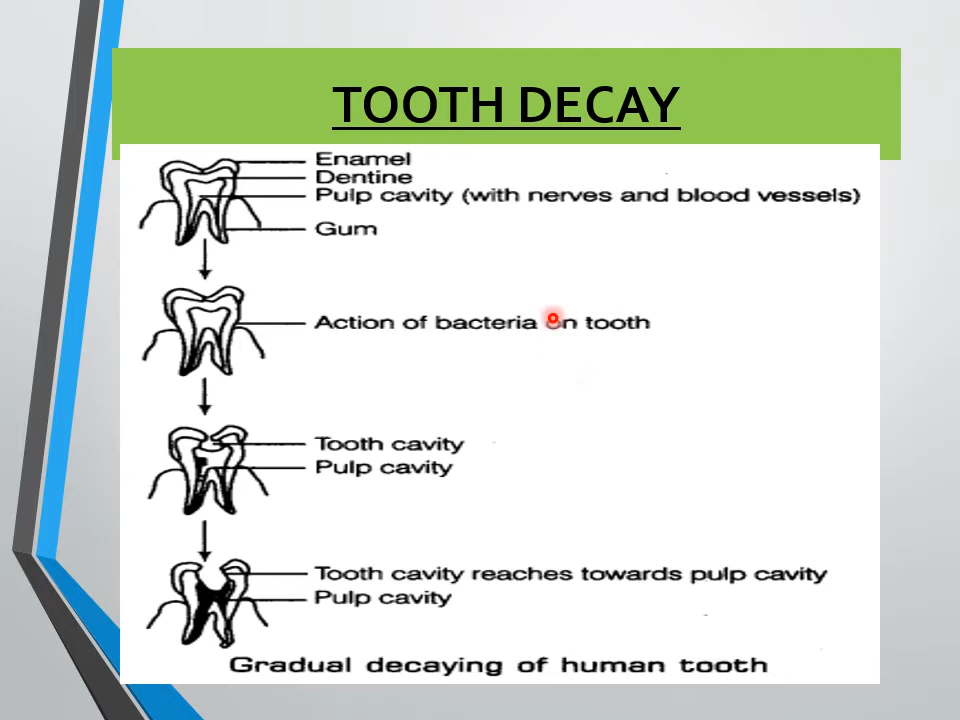 TOOTH DECAY
Enamel
Dentine
Pulp cavity (with nerves and blood vessels)
Gum
Action of bacteria on tooth
Tooth cavity
Pulp cavity
Tooth cavity reaches towards pulp cavity
Pulp cavity
Gradual decaying of human tooth